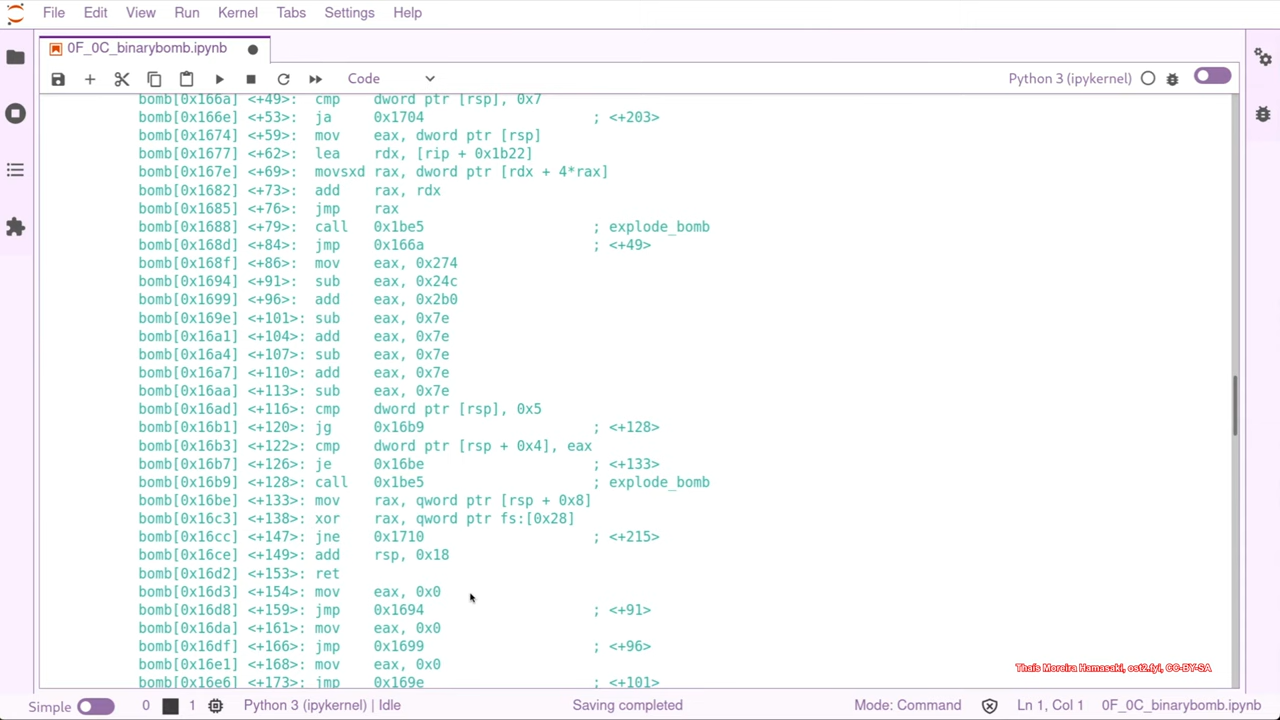 File Edit View Run Kernel Tabs Settings Help
0F_0C_binarybomb.ipynb
Code
Python 3 (ipykernel)
bomb[0x166a] <+49>: cmp dword ptr [rsp], 0x7
bomb[0x166e] <+53>: ja 0x1704 ; <+203>
bomb[0x1674] <+59>: mov eax, dword ptr [rsp]
bomb[0x1677] <+62>: lea rdx, [rip + 0x1b22]
bomb[0x167e] <+69>: movsxd rax, dword ptr [rdx + 4*rax]
bomb[0x1682] <+73>: add rax, rdx
bomb[0x1685] <+76>: jmp rax
bomb[0x1688] <+79>: call 0x1be5 ; explode_bomb
bomb[0x168d] <+84>: jmp 0x166a ; <+49>
bomb[0x168f] <+86>: mov eax, 0x274
bomb[0x1694] <+91>: sub eax, 0x24c
bomb[0x1699] <+96>: add eax, 0x2b0
bomb[0x169e] <+101>: sub eax, 0x7e
bomb[0x16a1] <+104>: add eax, 0x7e
bomb[0x16a4] <+107>: sub eax, 0x7e
bomb[0x16a7] <+110>: add eax, 0x7e
bomb[0x16aa] <+113>: sub eax, 0x7e
bomb[0x16ad] <+116>: cmp dword ptr [rsp], 0x5
bomb[0x16b1] <+120>: jg 0x16b9 ; <+128>
bomb[0x16b3] <+122>: cmp dword ptr [rsp + 0x4], eax
bomb[0x16b7] <+126>: je 0x16be ; <+133>
bomb[0x16b9] <+128>: call 0x1be5 ; explode_bomb
bomb[0x16be] <+133>: mov rax, qword ptr [rsp + 0x8]
bomb[0x16c3] <+138>: xor rax, qword ptr fs:[0x28]
bomb[0x16cc] <+147>: jne 0x1710 ; <+215>
bomb[0x16ce] <+149>: add rsp, 0x18
bomb[0x16d2] <+153>: ret
bomb[0x16d3] <+154>: mov eax, 0x0
bomb[0x16d8] <+159>: jmp 0x1694 ; <+91>
bomb[0x16da] <+161>: mov eax, 0x0
bomb[0x16df] <+166>: jmp 0x1699 ; <+96>
bomb[0x16e1] <+168>: mov eax, 0x0
bomb[0x16e6] <+173>: jmp 0x169e ; <+101>
Thais Moreira Hamasaki, ost2.fyi, CC-BY-SA
Simple 0 1 Python 3 (ipykernel) | Idle Saving completed Mode: Command Ln 1, Col 1 0F_0C_binarybomb.ipynb